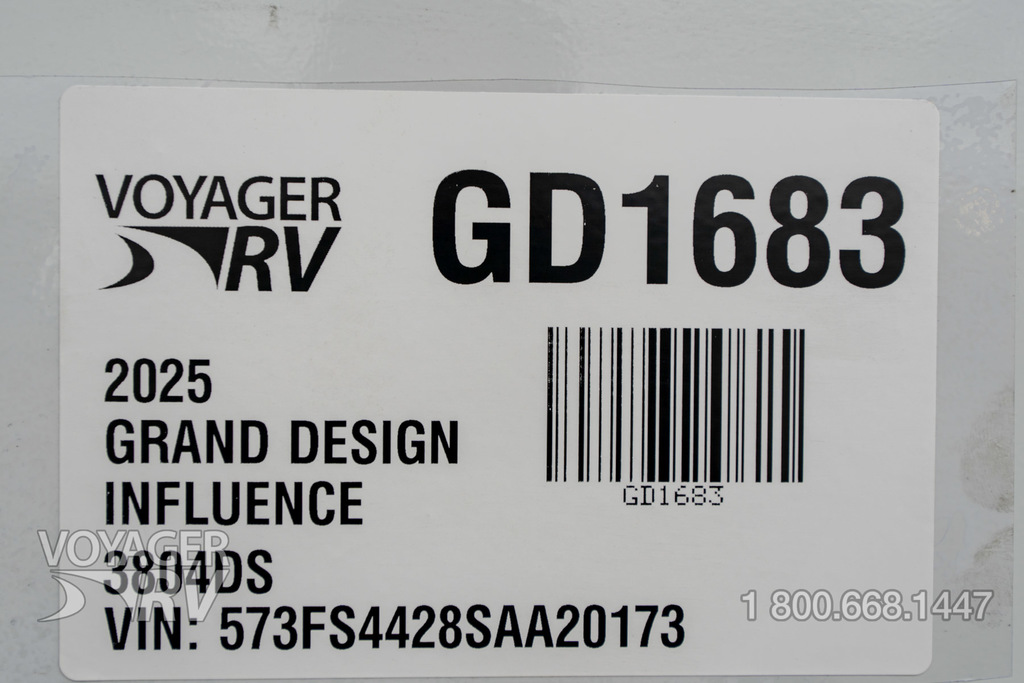 VOYAGER
RV
GD1683
2025
GRAND DESIGN
INFLUENCE
3804DS
VIN: 573FS4428SAA20173
GD1683
VOYAGER
RV
1 800.668.1447